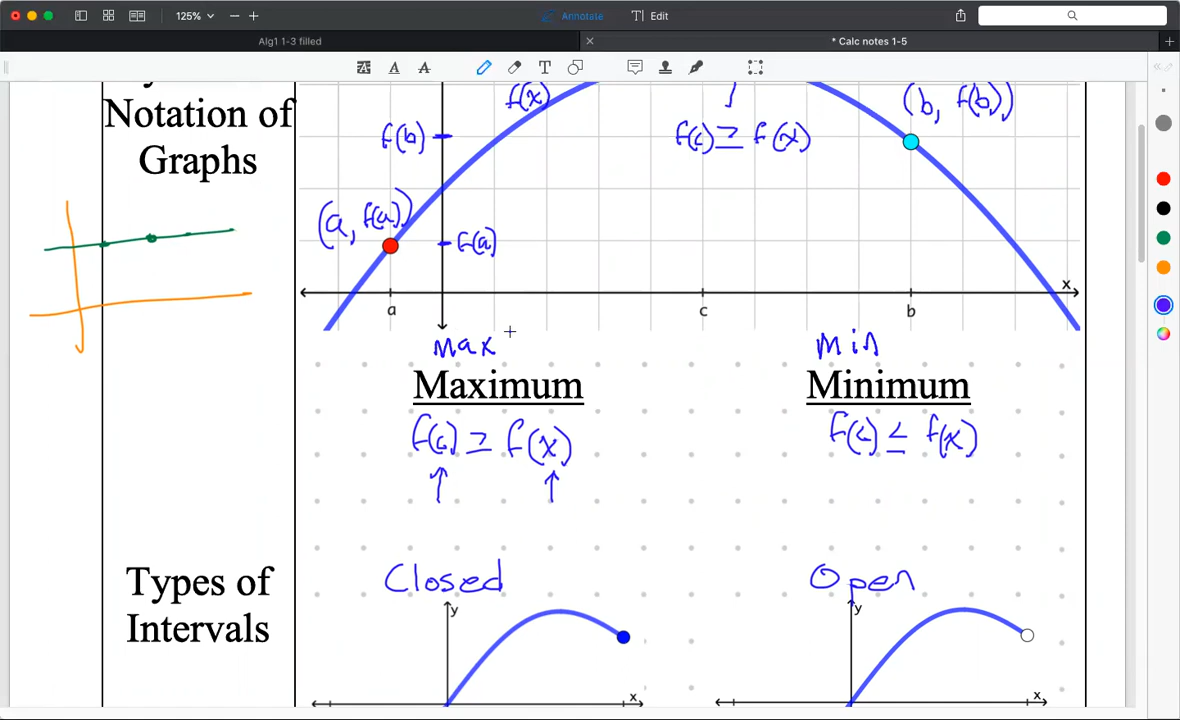 125%
Annotate
T| Edit
Alg1 1-3 filled
* Calc notes 1-5
Notation of
Graphs
f(x)
f(b)
f(c) ≥ f(x)
(b, f(b))
(a, f(a))
f(a)
x
a
c
b
Max
Min
Maximum
Minimum
f(c) ≥ f(x)
f(c) ≤ f(x)
Types of
Intervals
Closed
Open
y
y
x
x